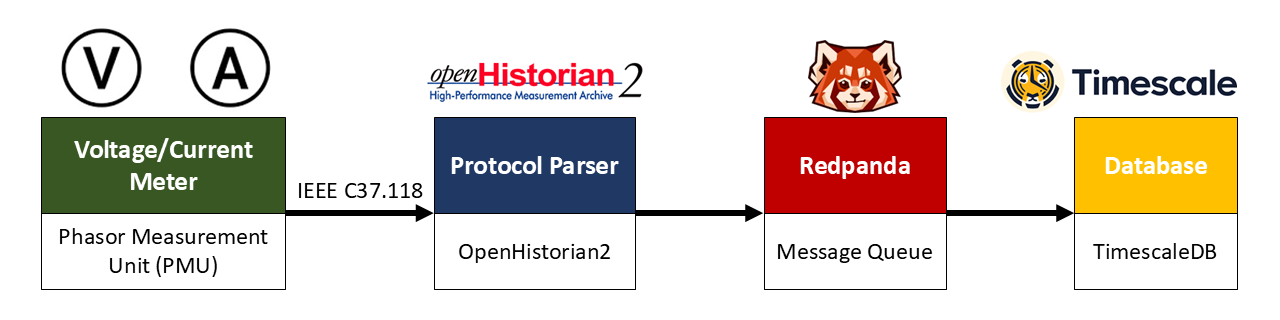 V
A
openHistorian 2
High-Performance Measurement Archive
Timescale
Voltage/Current
Meter
IEEE C37.118
Protocol Parser
Redpanda
Database
Phasor Measurement
Unit (PMU)
OpenHistorian2
Message Queue
TimescaleDB